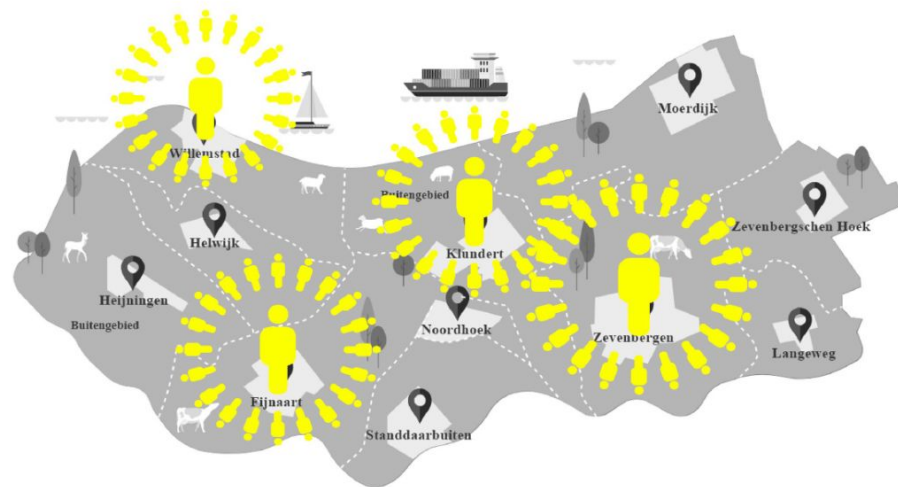 Moerdijk
Willemstad
Buitengebied
Zevenbergschen Hoek
Helwijk
Klundert
Heijningen
Noordhoek
Buitengebied
Zevenbergen
Langeweg
Fijnaart
Standdaarbuiten